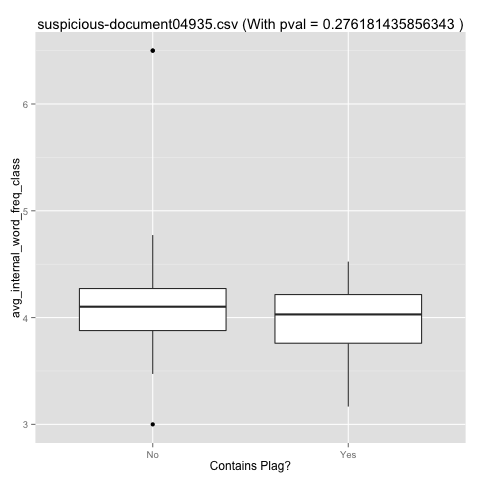 suspicious-document04935.csv (With pval = 0.276181435856343 )
avg_internal_word_freq_class
6
5
4
3
No Yes
Contains Plag?